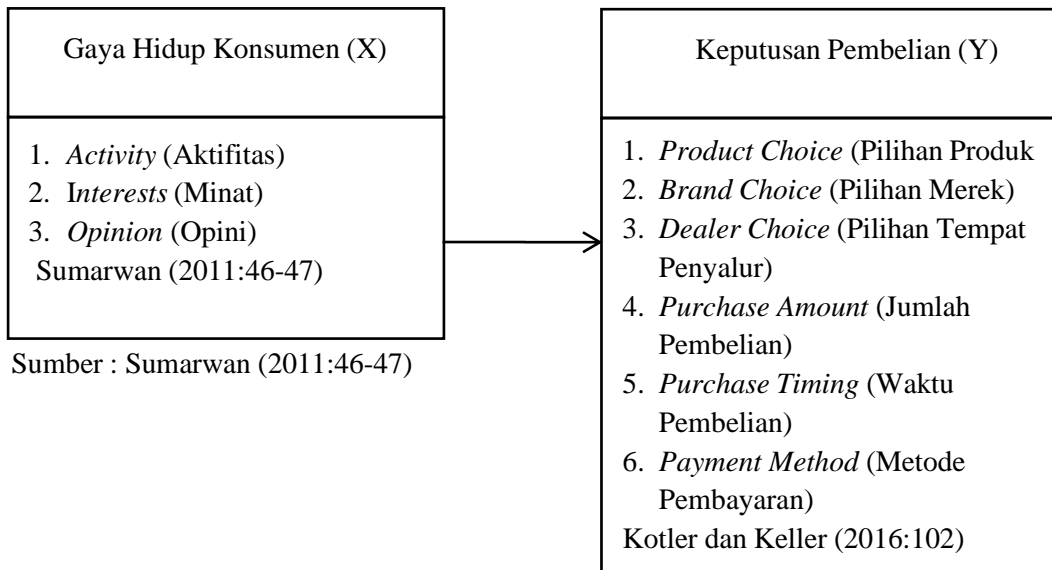 Gaya Hidup Konsumen (X)
1. Activity (Aktifitas)
2. Interests (Minat)
3. Opinion (Opini)
Sumarwan (2011:46-47)
Sumber : Sumarwan (2011:46-47)
Keputusan Pembelian (Y)
1. Product Choice (Pilihan Produk
2. Brand Choice (Pilihan Merek)
3. Dealer Choice (Pilihan Tempat
Penyalur)
4. Purchase Amount (Jumlah
Pembelian)
5. Purchase Timing (Waktu
Pembelian)
6. Payment Method (Metode
Pembayaran)
Kotler dan Keller (2016:102)